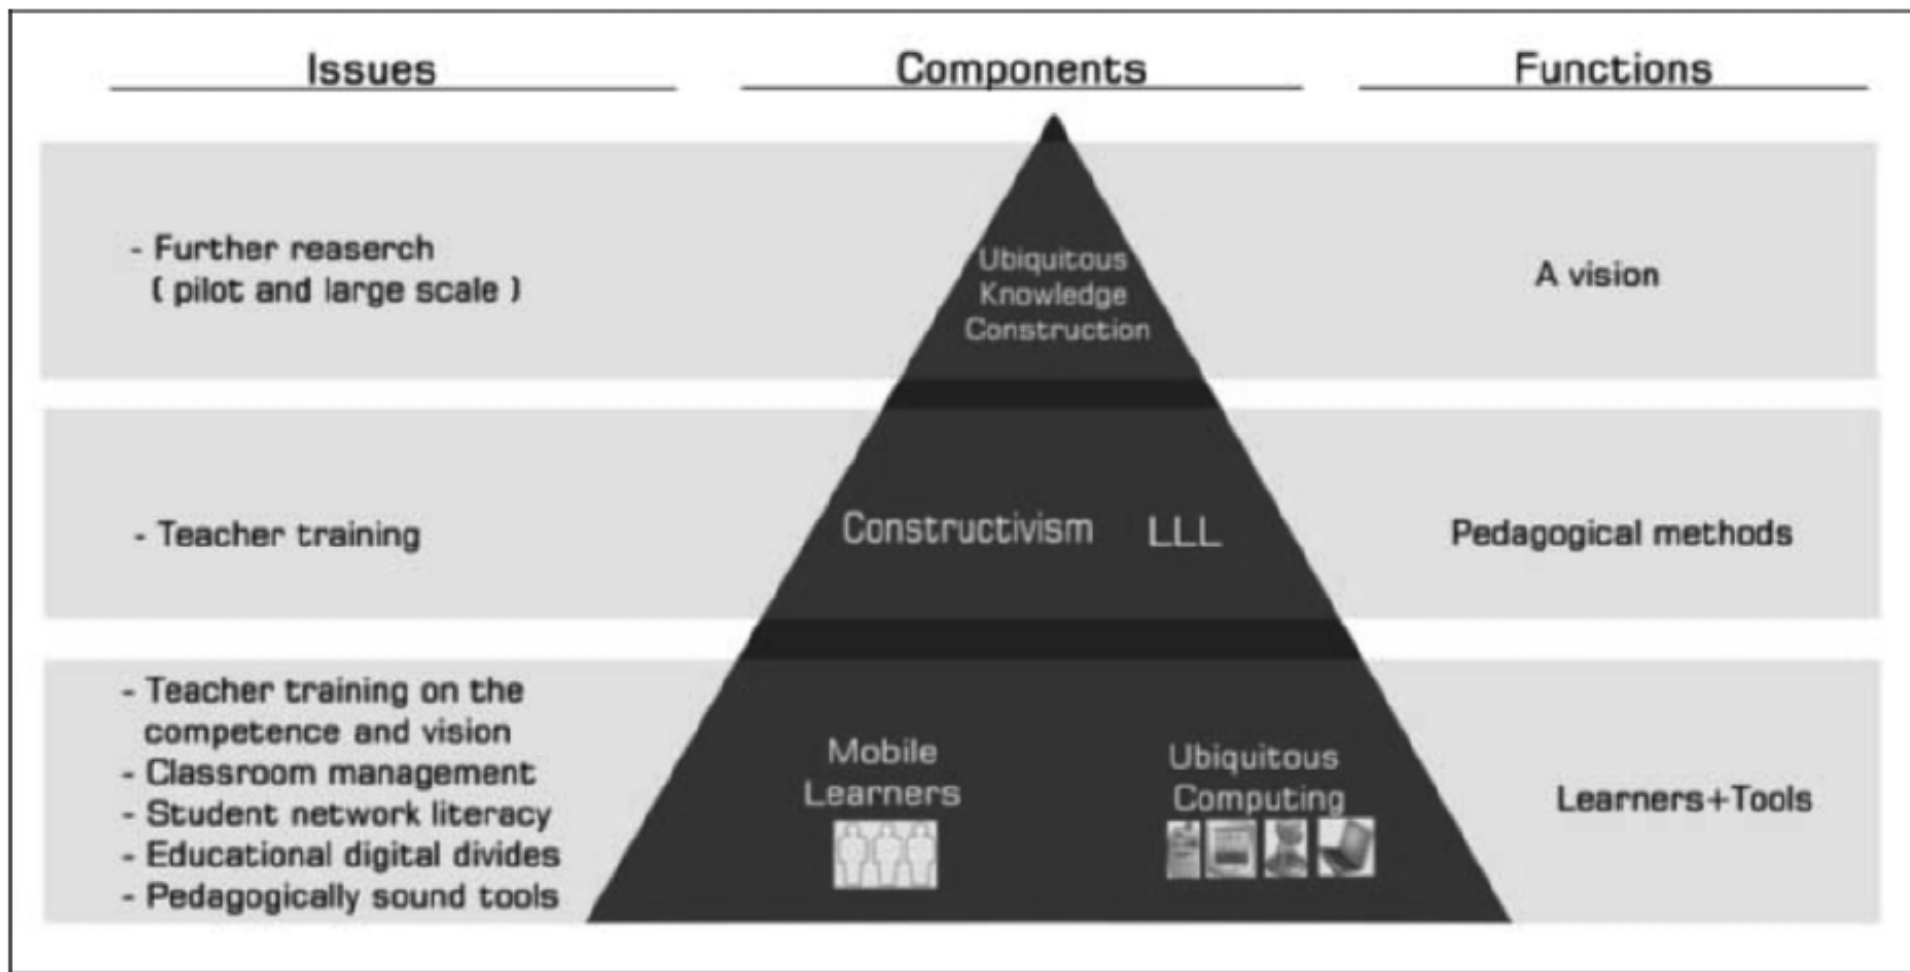 Issues
Components
Functions
- Further reaserch
( pilot and large scale )
Ubiquitous
Knowledge
Construction
A vision
- Teacher training
Constructivism LLL
Pedagogical methods
- Teacher training on the
competence and vision
- Classroom management
- Student network literacy
- Educational digital divides
- Pedagogically sound tools
Mobile
Learners
Ubiquitous
Computing
Learners+Tools